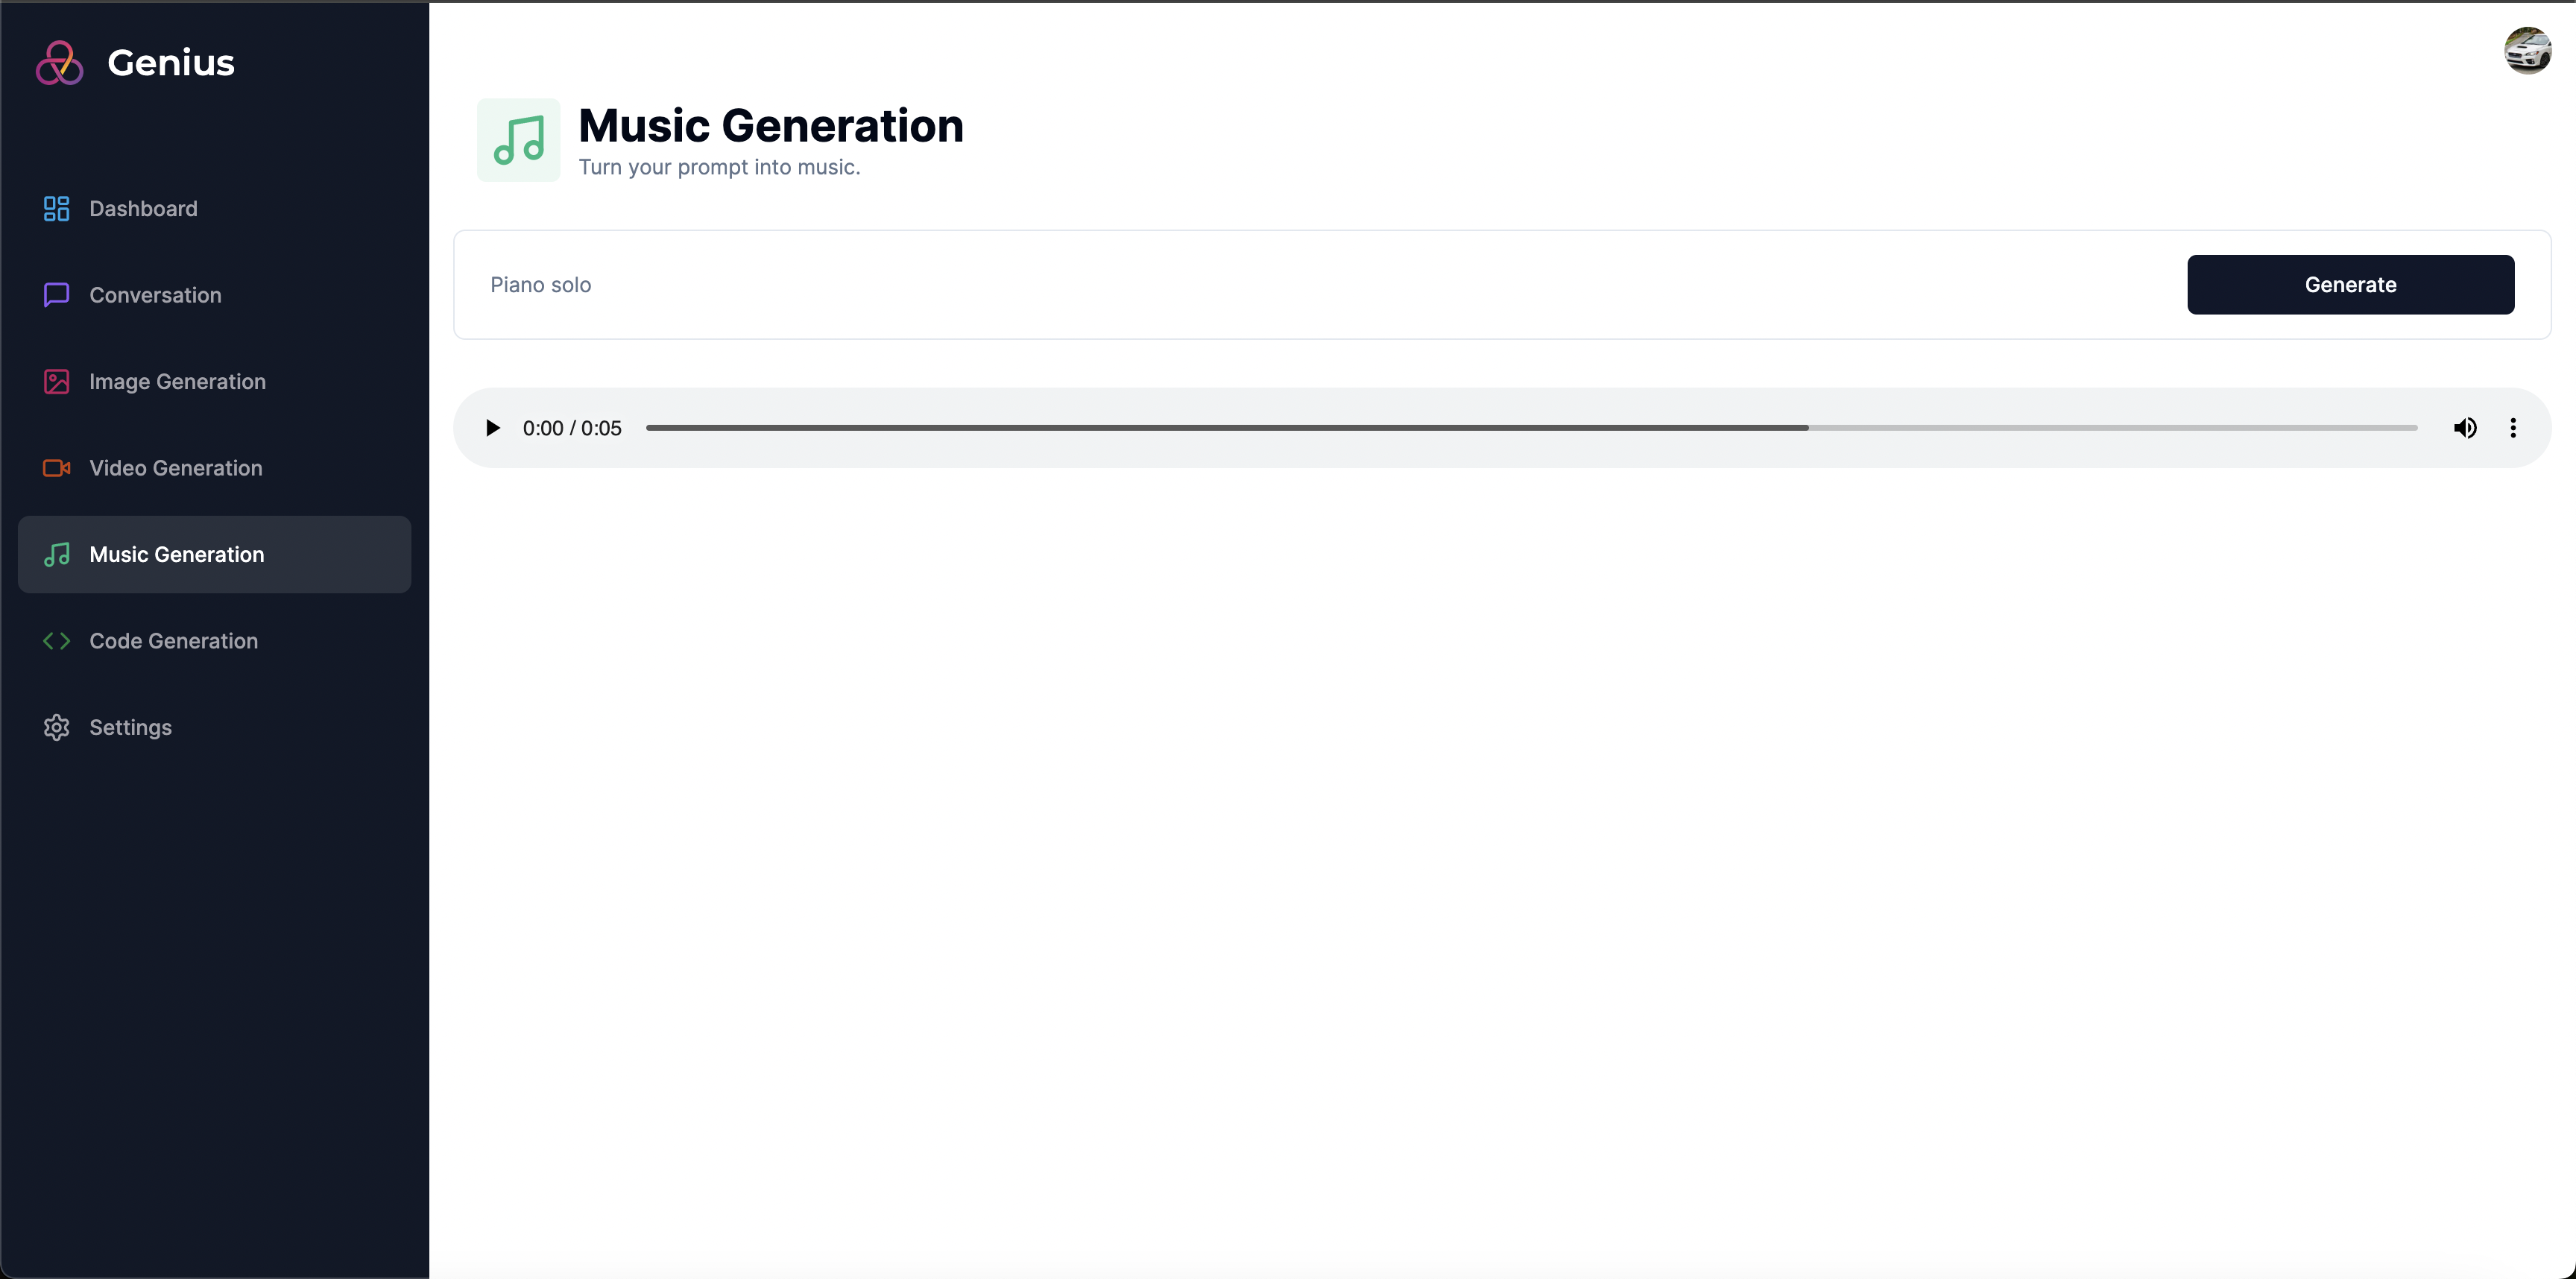 Genius
Dashboard
Conversation
Image Generation
Video Generation
Music Generation
Code Generation
Settings
Music Generation
Turn your prompt into music.
Piano solo
Generate
0:00 / 0:05